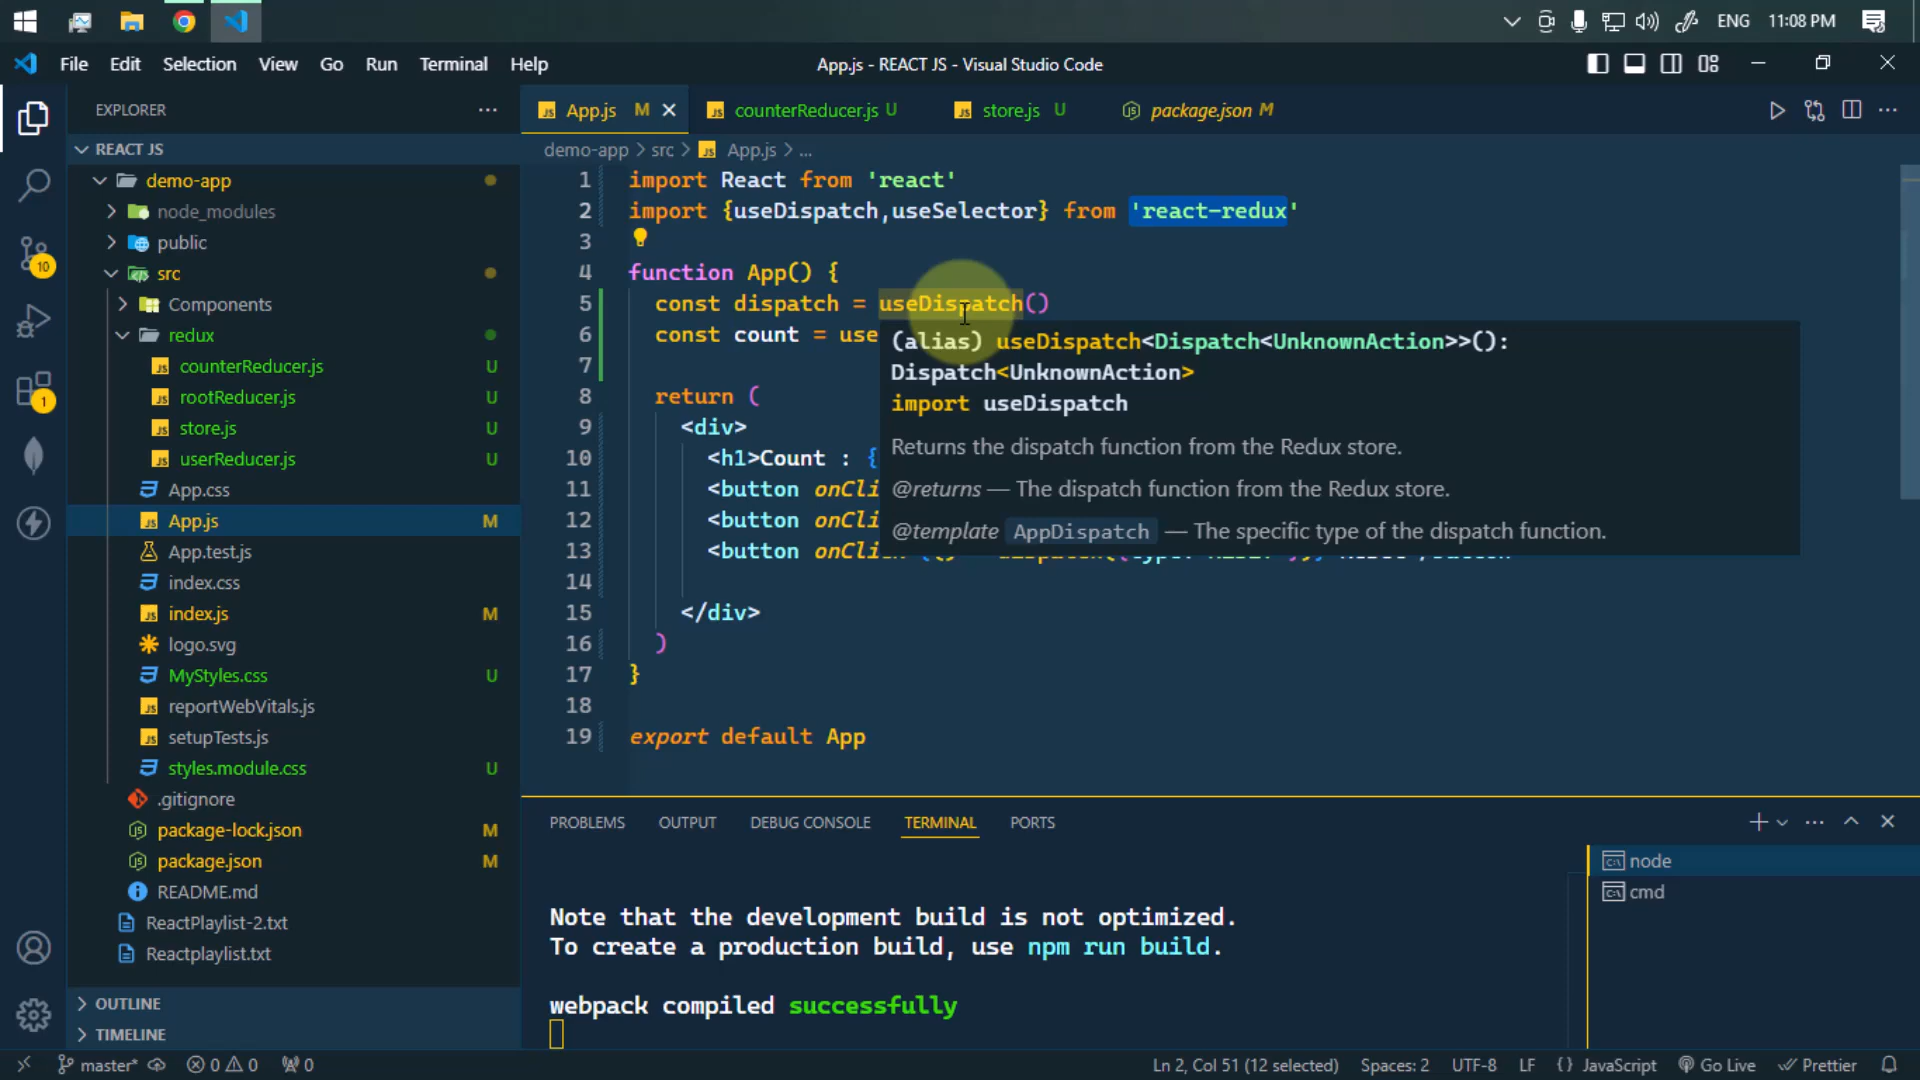 ENG 11:08 PM
File Edit Selection View Go Run Terminal Help
App.js - REACT JS - Visual Studio Code
EXPLORER ···
App.js M
counterReducer.js U
store.js U
package.json M
REACT JS
demo-app > src > JS App.js > ...
demo-app
node_modules
public
src
Components
redux
JS counterReducer.js U
JS rootReducer.js U
JS store.js U
JS userReducer.js U
App.css
JS App.js M
App.test.js
index.css
JS index.js M
logo.svg
MyStyles.css U
JS reportWebVitals.js
JS setupTests.js
styles.module.css U
.gitignore
package-lock.json M
package.json M
README.md
ReactPlaylist-2.txt
Reactplaylist.txt
OUTLINE
TIMELINE
10
1
1 import React from 'react'
2 import {useDispatch,useSelector} from 'react-redux'
3
4 function App() {
5 const dispatch = useDispatch()
6 const count = use
7
8 return (
9 <div>
10 <h1>Count : {
11 <button onCli
12 <button onCli
13 <button onCli
14
15 </div>
16 )
17 }
18
19 export default App
(alias) useDispatch<Dispatch<UnknownAction>>():
Dispatch<UnknownAction>
import useDispatch
Returns the dispatch function from the Redux store.
@returns — The dispatch function from the Redux store.
@template AppDispatch — The specific type of the dispatch function.
PROBLEMS OUTPUT DEBUG CONSOLE TERMINAL PORTS
Note that the development build is not optimized.
To create a production build, use npm run build.
webpack compiled successfully
node
cmd
master* 0 0 0
Ln 2, Col 51 (12 selected) Spaces: 2 UTF-8 LF {} JavaScript Go Live Prettier